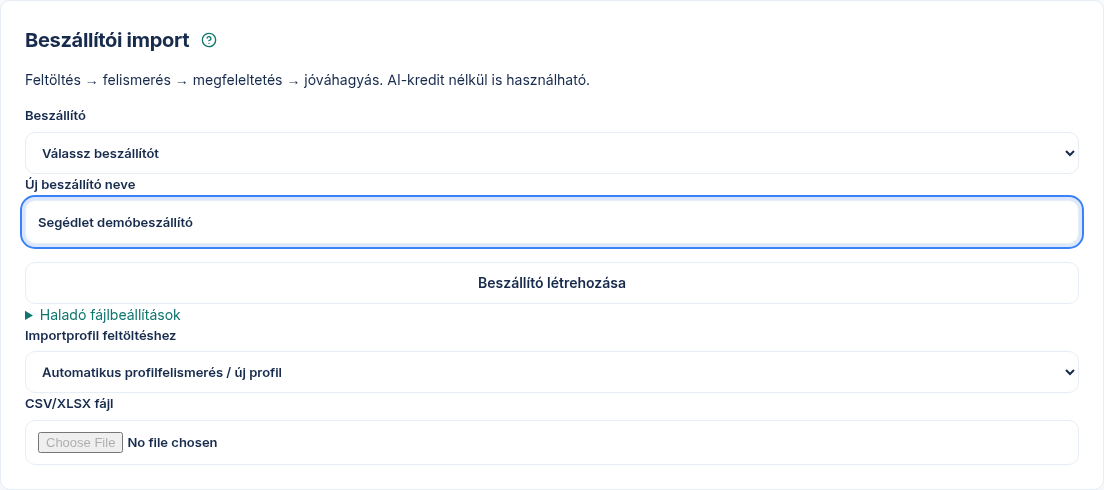 Beszállítói import
Feltöltés → felismerés → megfeleltetés → jóváhagyás. AI-kredit nélkül is használható.
Beszállító
Válassz beszállítót
Új beszállító neve
Segédlet demóbeszállító
Beszállító létrehozása
Haladó fájlbeállítások
Importprofil feltöltéshez
Automatikus profilfelismerés / új profil
CSV/XLSX fájl
Choose File No file chosen